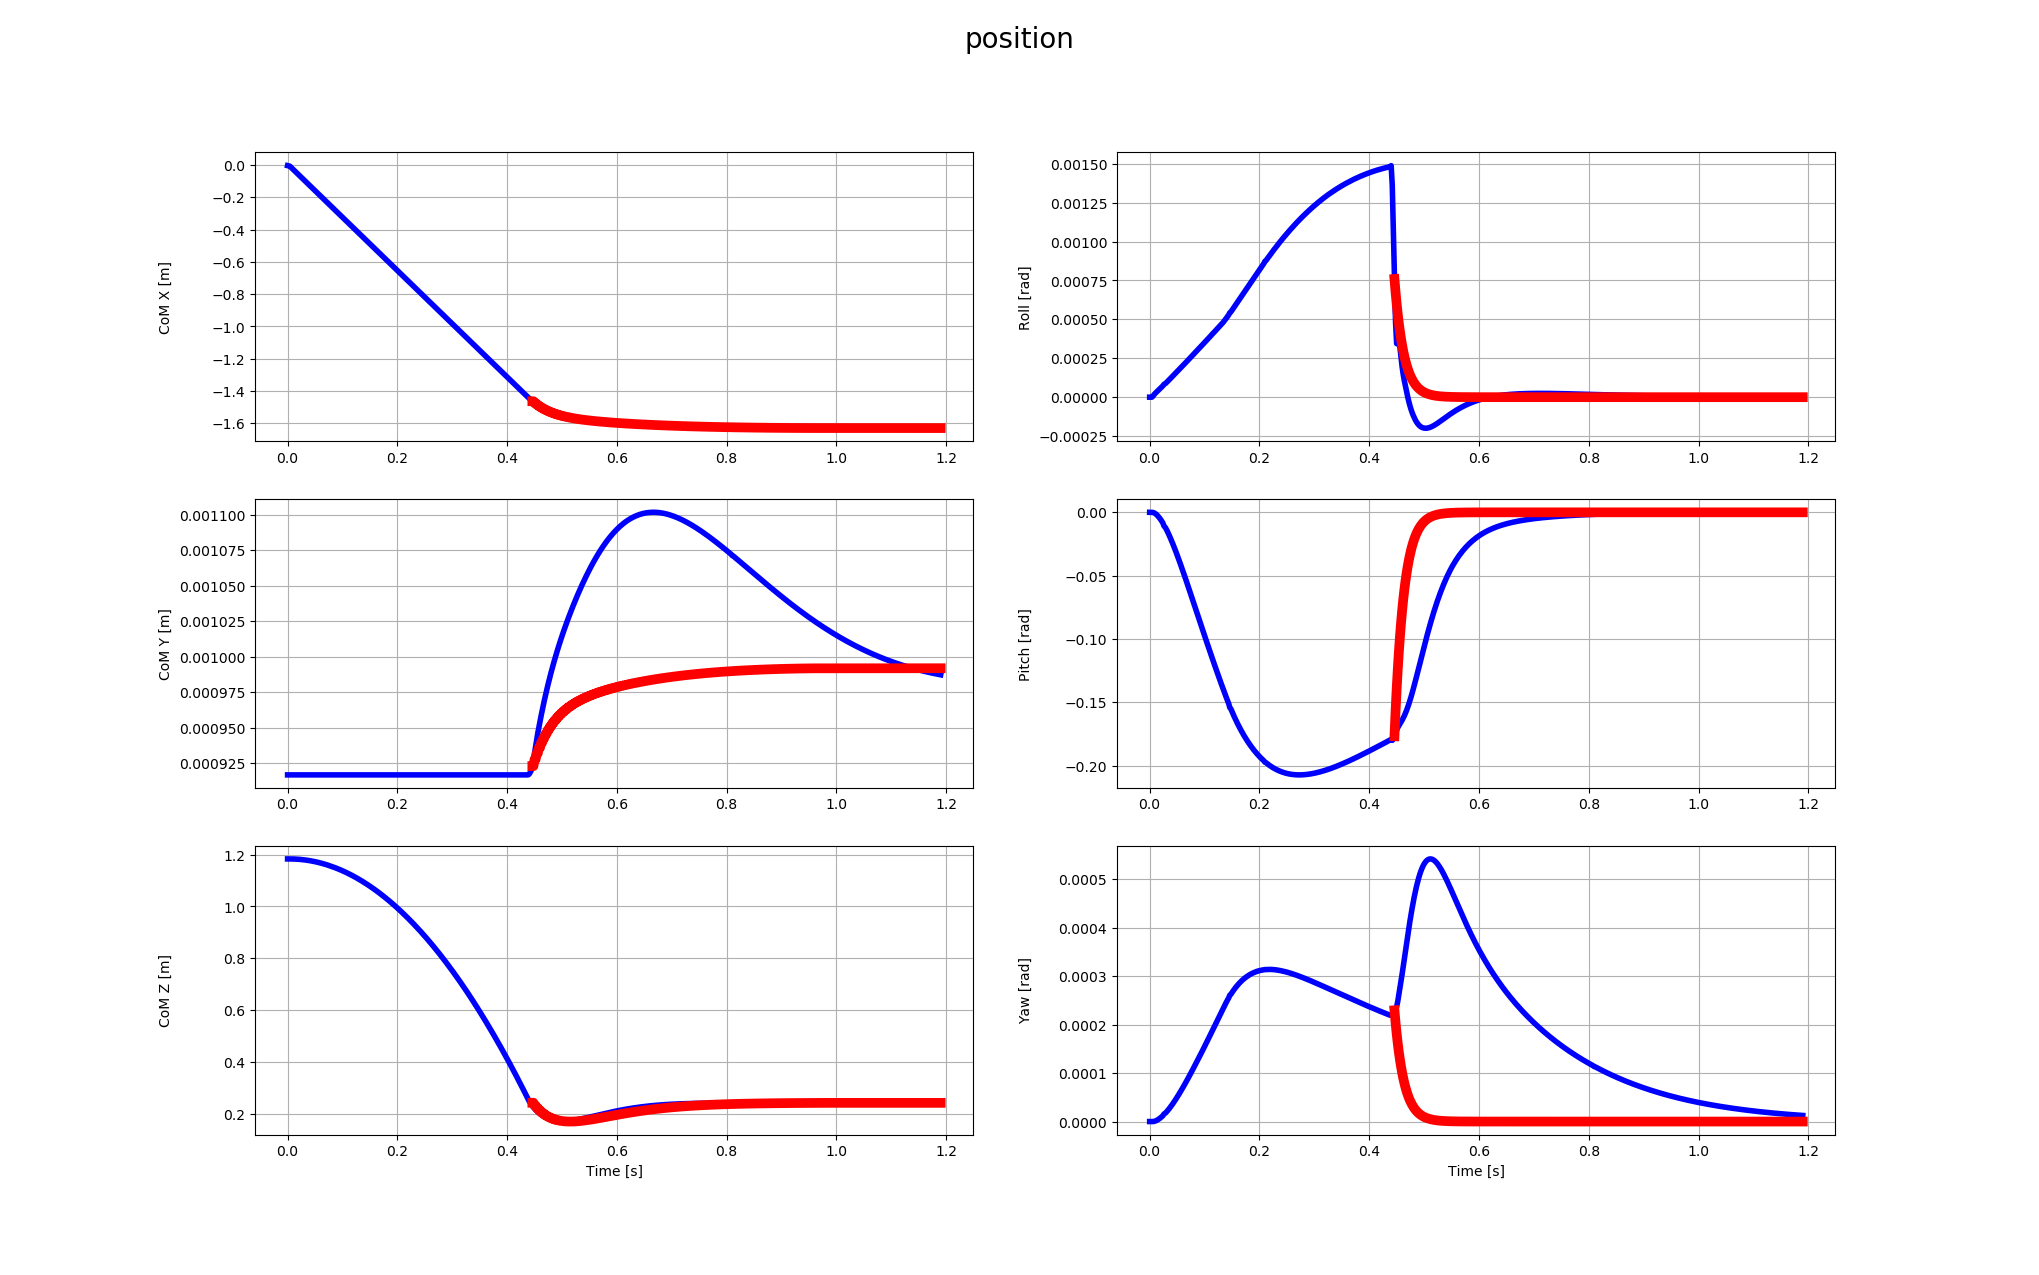 position
CoM X [m]
0.0
−0.2
−0.4
−0.6
−0.8
−1.0
−1.2
−1.4
−1.6
0.0 0.2 0.4 0.6 0.8 1.0 1.2
Roll [rad]
0.00150
0.00125
0.00100
0.00075
0.00050
0.00025
0.00000
−0.00025
0.0 0.2 0.4 0.6 0.8 1.0 1.2
CoM Y [m]
0.001100
0.001075
0.001050
0.001025
0.001000
0.000975
0.000950
0.000925
0.0 0.2 0.4 0.6 0.8 1.0 1.2
Pitch [rad]
0.00
−0.05
−0.10
−0.15
−0.20
0.0 0.2 0.4 0.6 0.8 1.0 1.2
CoM Z [m]
1.2
1.0
0.8
0.6
0.4
0.2
0.0 0.2 0.4 0.6 0.8 1.0 1.2
Time [s]
Yaw [rad]
0.0005
0.0004
0.0003
0.0002
0.0001
0.0000
0.0 0.2 0.4 0.6 0.8 1.0 1.2
Time [s]